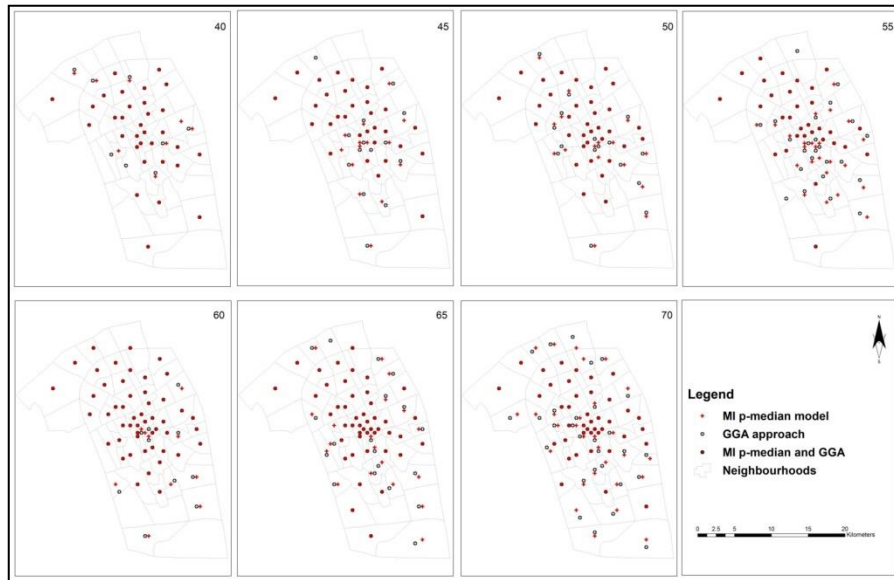 40
45
50
55
60
65
70
N
S
Legend
MI p-median model
GGA approach
MI p-median and GGA
Neighbourhoods
0 2.5 5 10 15 20
Kilometers